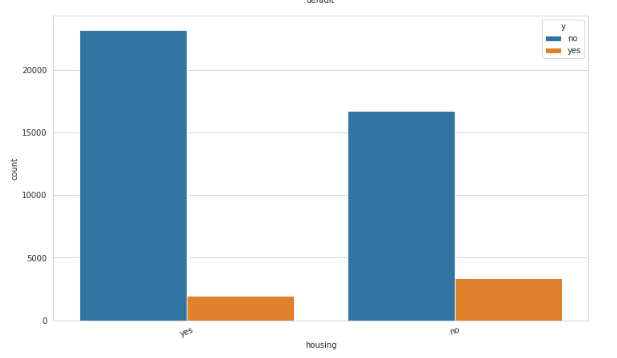 default
y
no
yes
20000
15000
10000
5000
0
count
yes
no
housing